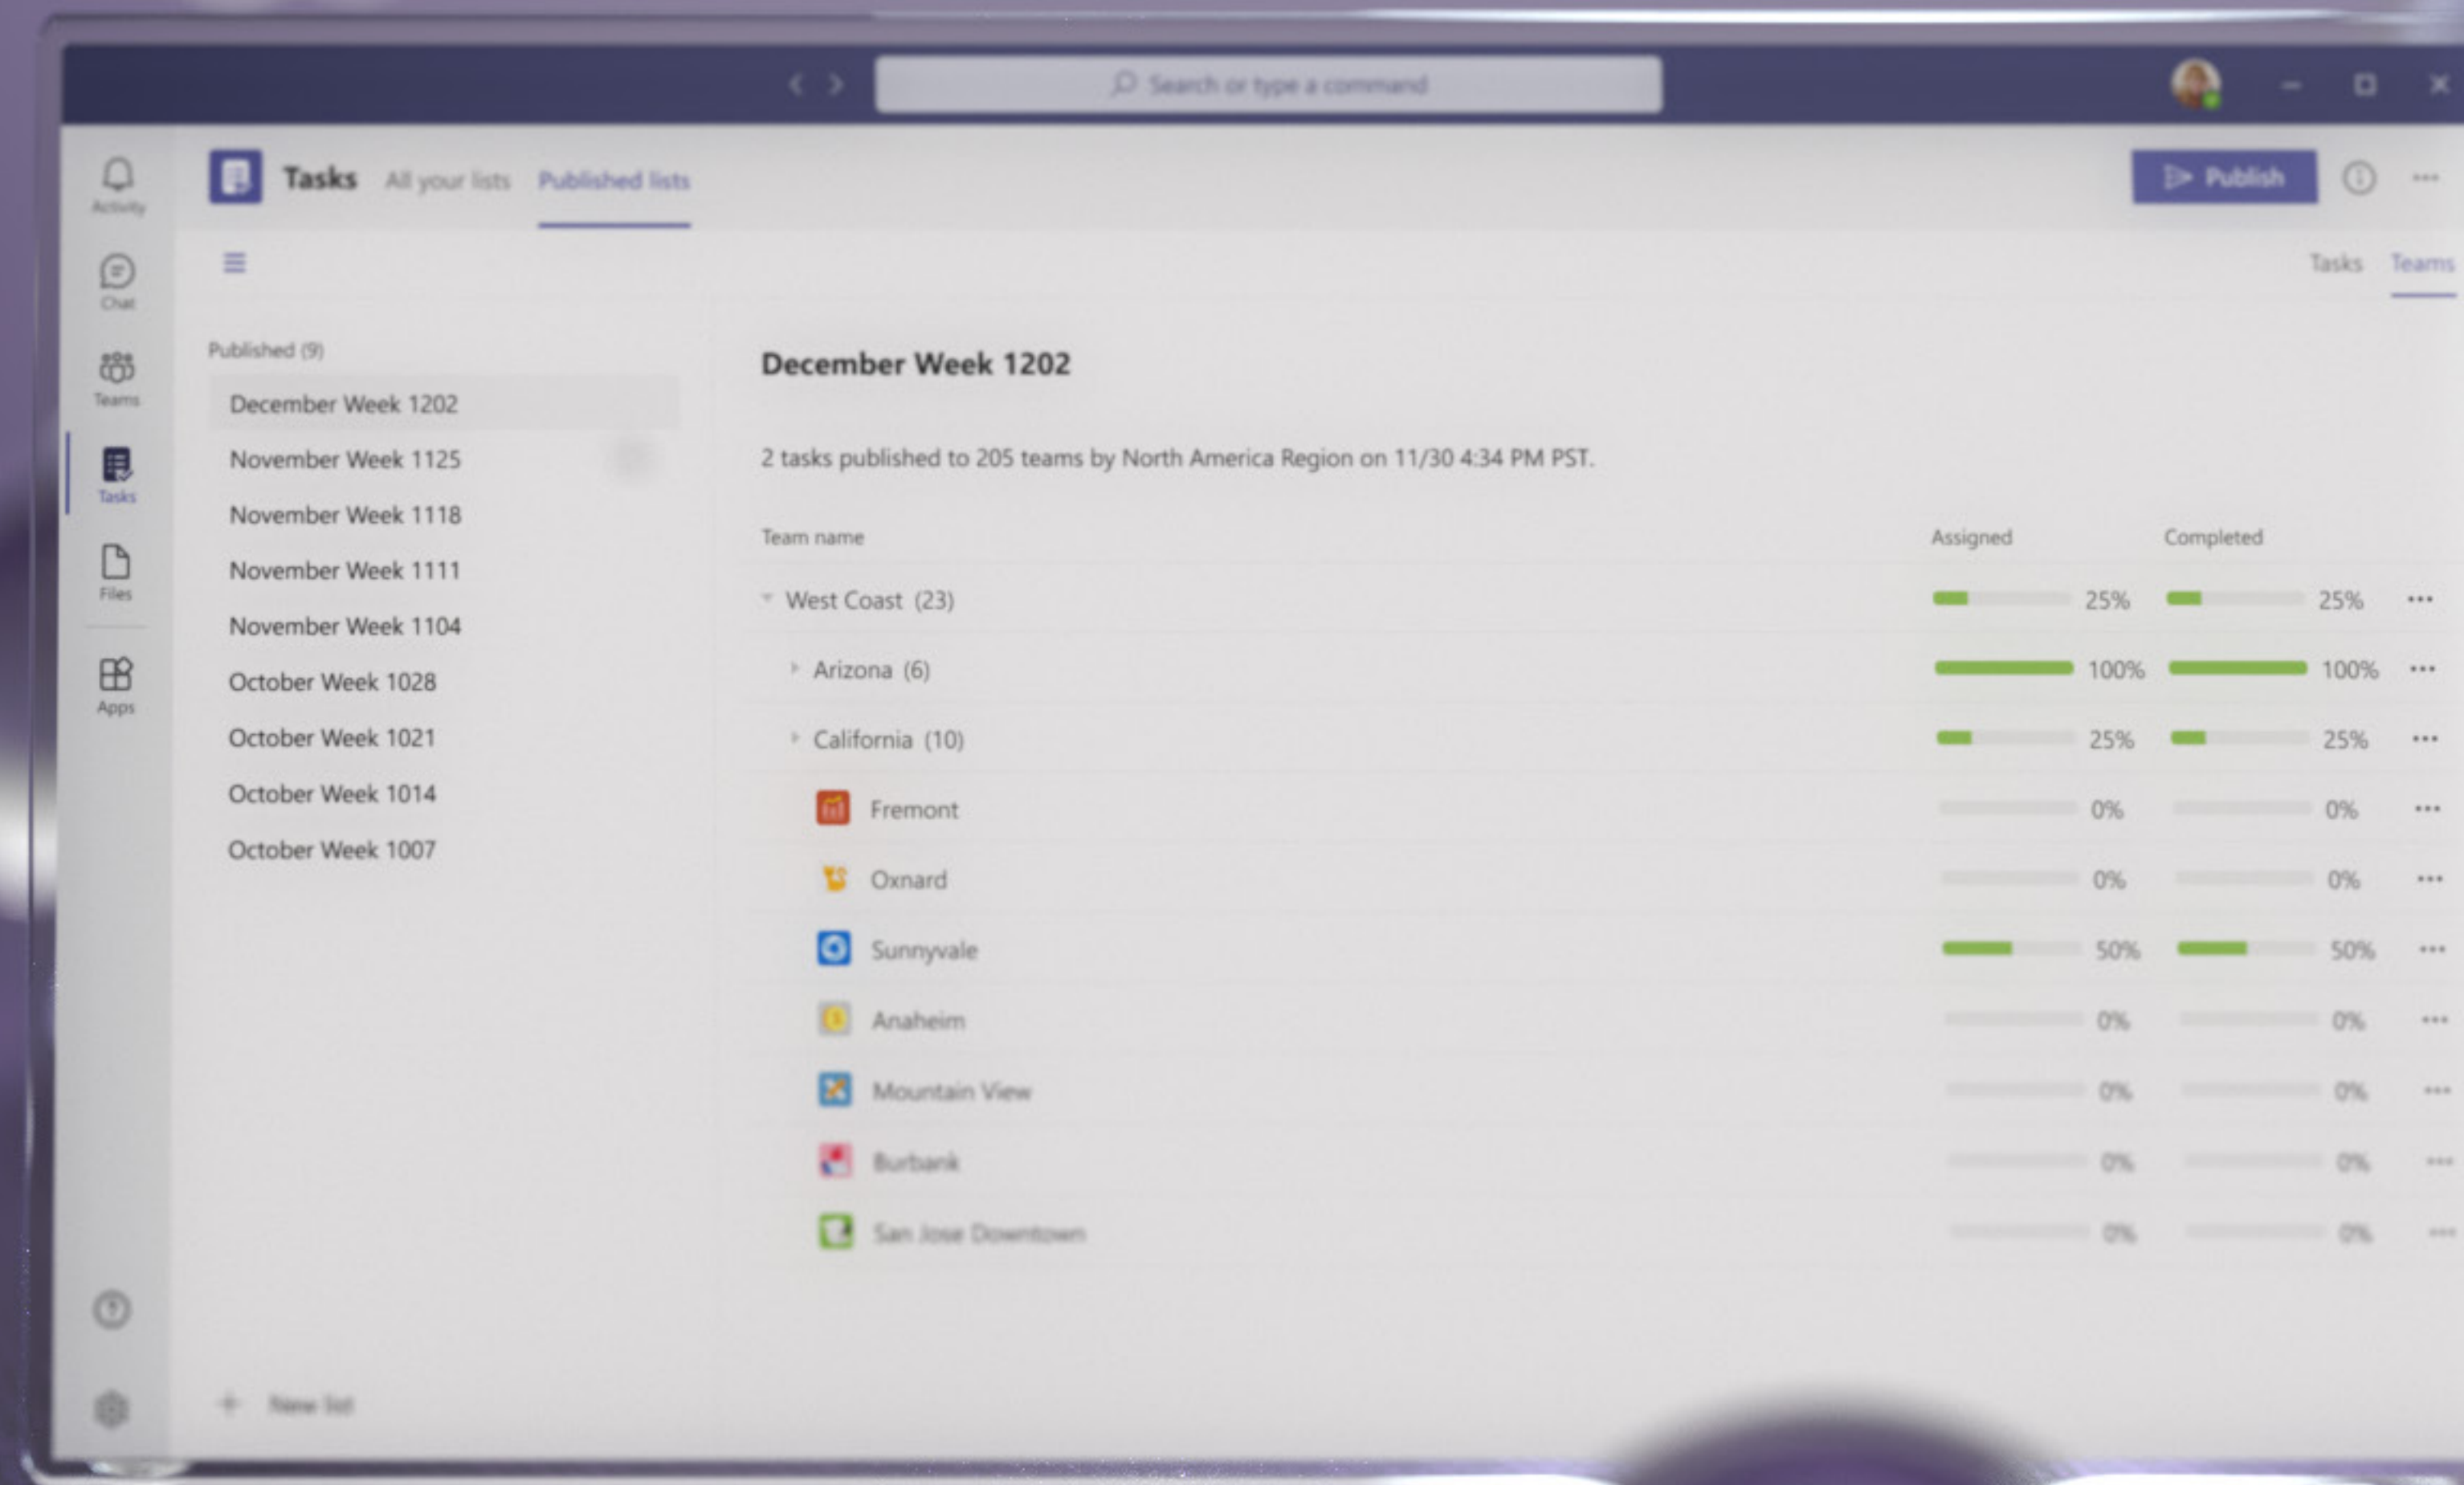 Search or type a command
Tasks All your lists Published lists
Publish
Activity
Chat
Teams
Tasks
Files
Apps
Tasks Teams
Published (9)
December Week 1202
November Week 1125
November Week 1118
November Week 1111
November Week 1104
October Week 1028
October Week 1021
October Week 1014
October Week 1007
New list
December Week 1202
2 tasks published to 205 teams by North America Region on 11/30 4:34 PM PST.
Team name Assigned Completed
West Coast (23) 25% 25%
Arizona (6) 100% 100%
California (10) 25% 25%
Fremont 0% 0%
Oxnard 0% 0%
Sunnyvale 50% 50%
Anaheim 0% 0%
Mountain View 0% 0%
Burbank 0% 0%
San Jose Downtown 0% 0%